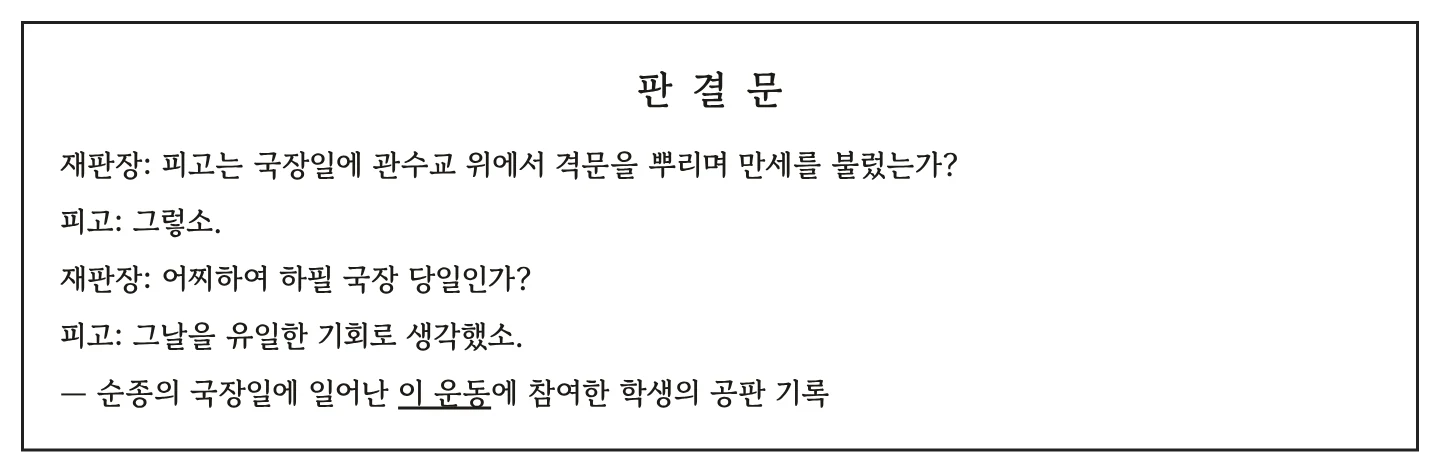 판 결 문
재판장: 피고는 국장일에 관수교 위에서 격문을 뿌리며 만세를 불렀는가?
피고: 그렇소.
재판장: 어찌하여 하필 국장 당일인가?
피고: 그날을 유일한 기회로 생각했소.
— 순종의 국장일에 일어난 이 운동에 참여한 학생의 공판 기록